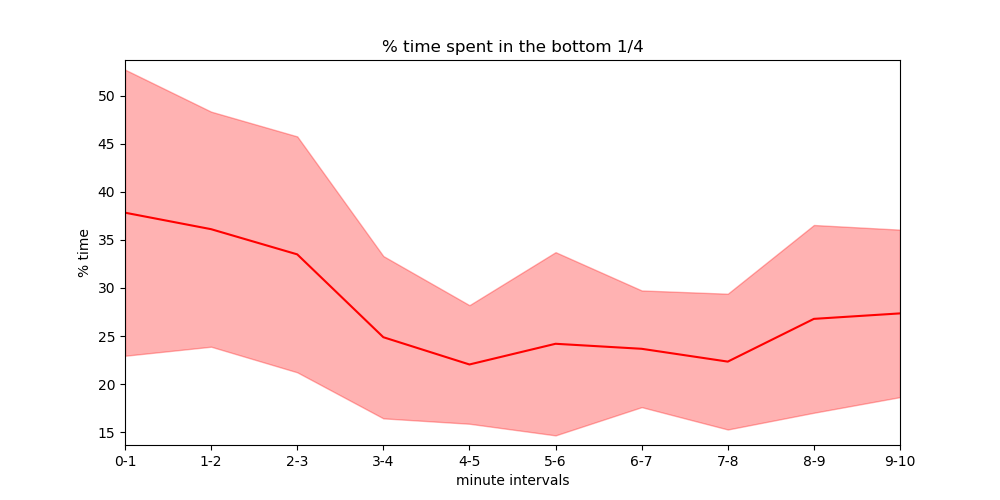 % time spent in the bottom 1/4
50
45
40
35
30
25
20
15
% time
0-1 1-2 2-3 3-4 4-5 5-6 6-7 7-8 8-9 9-10
minute intervals